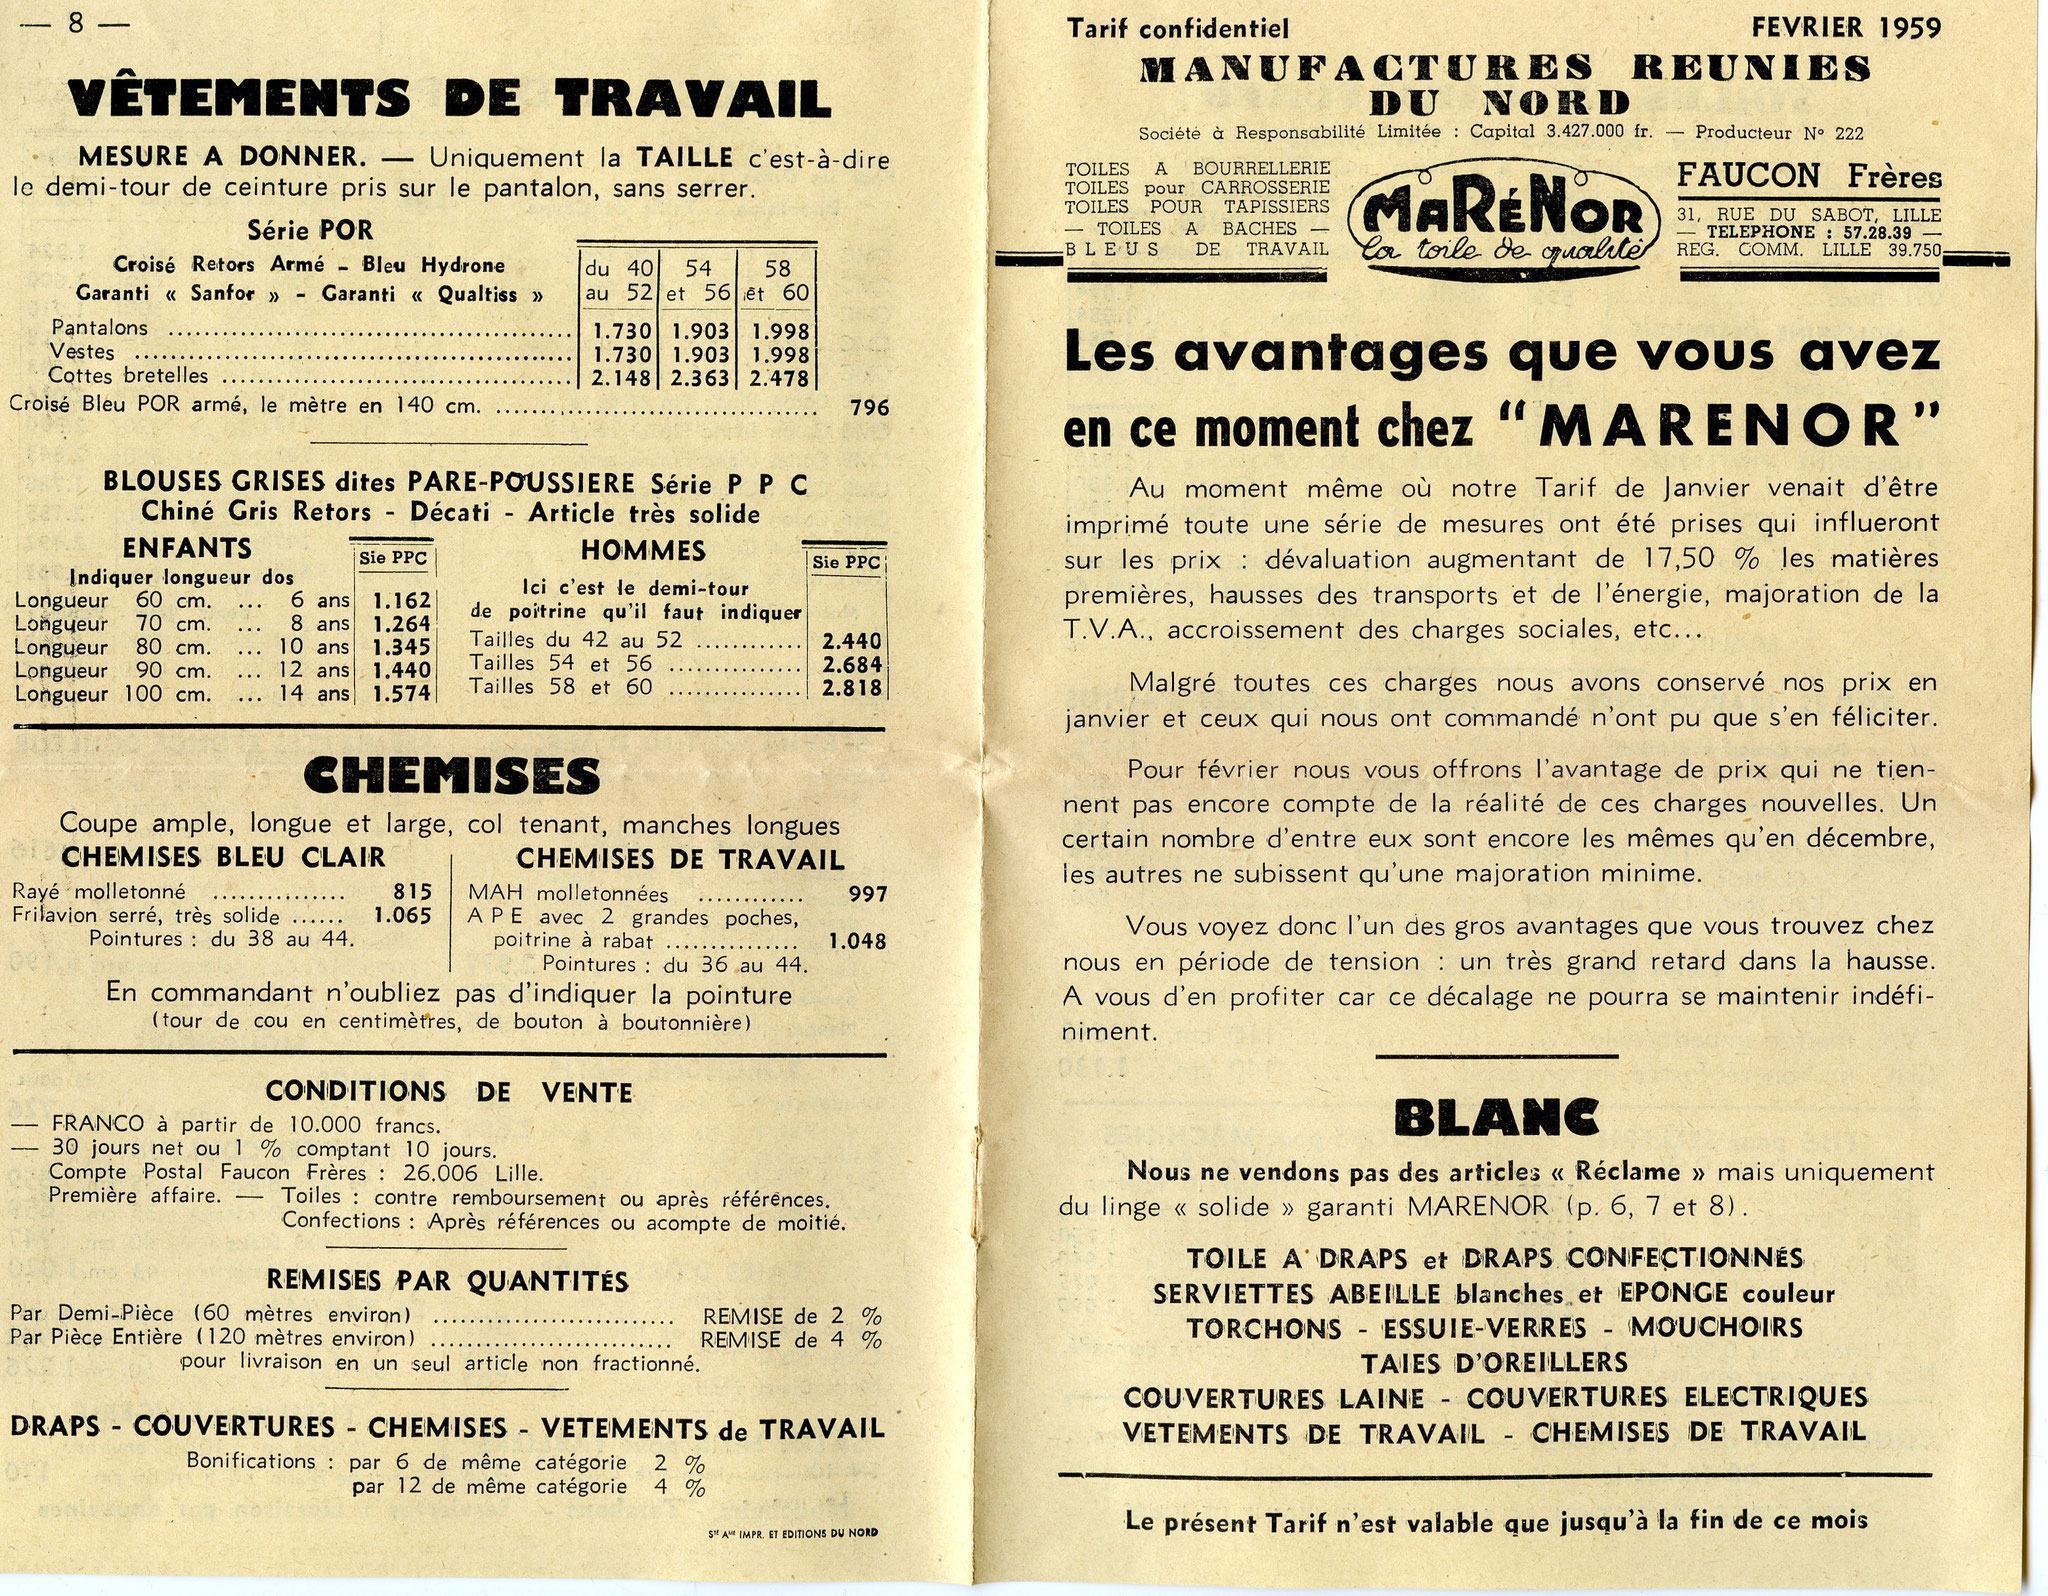 — 8 —
VÊTEMENTS DE TRAVAIL
MESURE A DONNER. — Uniquement la TAILLE c'est-à-dire
le demi-tour de ceinture pris sur le pantalon, sans serrer.
Série POR
Croisé Retors Armé - Bleu Hydrone
Garanti « Sanfor » - Garanti « Qualtiss »
du 40 54 58
au 52 et 56 et 60
Pantalons .......... 1.730 1.903 1.998
Vestes .......... 1.730 1.903 1.998
Cottes bretelles .......... 2.148 2.363 2.478
Croisé Bleu POR armé, le mètre en 140 cm. .......... 796
BLOUSES GRISES dites PARE-POUSSIERE Série P P C
Chiné Gris Retors - Décati - Article très solide
ENFANTS
Sie PPC
Indiquer longueur dos
Longueur 60 cm. ... 6 ans 1.162
Longueur 70 cm. ... 8 ans 1.264
Longueur 80 cm. ... 10 ans 1.345
Longueur 90 cm. ... 12 ans 1.440
Longueur 100 cm. ... 14 ans 1.574
HOMMES
Sie PPC
Ici c'est le demi-tour
de poitrine qu'il faut indiquer
Tailles du 42 au 52 ............ 2.440
Tailles 54 et 56 ............... 2.684
Tailles 58 et 60 ............... 2.818
CHEMISES
Coupe ample, longue et large, col tenant, manches longues
CHEMISES BLEU CLAIR
Rayé molletonné ............... 815
Frilavion serré, très solide ...... 1.065
Pointures : du 38 au 44.
CHEMISES DE TRAVAIL
MAH molletonnées ............ 997
A P E avec 2 grandes poches,
poitrine à rabat ............... 1.048
Pointures : du 36 au 44.
En commandant n'oubliez pas d'indiquer la pointure
(tour de cou en centimètres, de bouton à boutonnière)
CONDITIONS DE VENTE
— FRANCO à partir de 10.000 francs.
— 30 jours net ou 1 % comptant 10 jours.
Compte Postal Faucon Frères : 26.006 Lille.
Première affaire. — Toiles : contre remboursement ou après références.
Confections : Après références ou acompte de moitié.
REMISES PAR QUANTITÉS
Par Demi-Pièce (60 mètres environ) .......... REMISE de 2 %
Par Pièce Entière (120 mètres environ) .......... REMISE de 4 %
pour livraison en un seul article non fractionné.
DRAPS - COUVERTURES - CHEMISES - VETEMENTS de TRAVAIL
Bonifications : par 6 de même catégorie 2 %
par 12 de même catégorie 4 %
Sté Ame IMPR. ET EDITIONS DU NORD
Tarif confidentiel FEVRIER 1959
MANUFACTURES REUNIES
DU NORD
Société à Responsabilité Limitée : Capital 3.427.000 fr. — Producteur N° 222
TOILES A BOURRELLERIE
TOILES pour CARROSSERIE
TOILES POUR TAPISSIERS
— TOILES A BACHES —
BLEUS DE TRAVAIL
MARÉNOR
la toile de qualité
FAUCON Frères
31, RUE DU SABOT, LILLE
— TELEPHONE : 57.28.39 —
REG. COMM. LILLE 39.750
Les avantages que vous avez
en ce moment chez "MARENOR"
Au moment même où notre Tarif de Janvier venait d'être
imprimé toute une série de mesures ont été prises qui influeront
sur les prix : dévaluation augmentant de 17,50 % les matières
premières, hausses des transports et de l'énergie, majoration de la
T.V.A., accroissement des charges sociales, etc...
Malgré toutes ces charges nous avons conservé nos prix en
janvier et ceux qui nous ont commandé n'ont pu que s'en féliciter.
Pour février nous vous offrons l'avantage de prix qui ne tien-
nent pas encore compte de la réalité de ces charges nouvelles. Un
certain nombre d'entre eux sont encore les mêmes qu'en décembre,
les autres ne subissent qu'une majoration minime.
Vous voyez donc l'un des gros avantages que vous trouvez chez
nous en période de tension : un très grand retard dans la hausse.
A vous d'en profiter car ce décalage ne pourra se maintenir indéfi-
niment.
BLANC
Nous ne vendons pas des articles « Réclame » mais uniquement
du linge « solide » garanti MARENOR (p. 6, 7 et 8).
TOILE A DRAPS et DRAPS CONFECTIONNÉS
SERVIETTES ABEILLE blanches et EPONGE couleur
TORCHONS - ESSUIE-VERRES - MOUCHOIRS
TAIES D'OREILLERS
COUVERTURES LAINE - COUVERTURES ELECTRIQUES
VETEMENTS DE TRAVAIL - CHEMISES DE TRAVAIL
Le présent Tarif n'est valable que jusqu'à la fin de ce mois